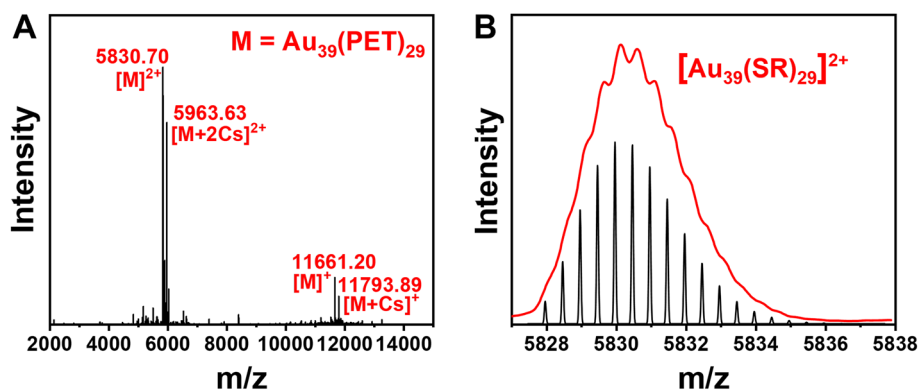 A
M = Au39(PET)29
5830.70
[M]2+
5963.63
[M+2Cs]2+
11661.20
[M]+
11793.89
[M+Cs]+
Intensity
2000 4000 6000 8000 10000 12000 14000
m/z
B
[Au39(SR)29]2+
Intensity
5828 5830 5832 5834 5836 5838
m/z